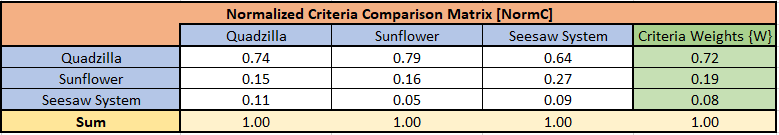 Normalized Criteria Comparison Matrix [NormC]
Quadzilla Sunflower Seesaw System Criteria Weights {W}
Quadzilla 0.74 0.79 0.64 0.72
Sunflower 0.15 0.16 0.27 0.19
Seesaw System 0.11 0.05 0.09 0.08
Sum 1.00 1.00 1.00 1.00